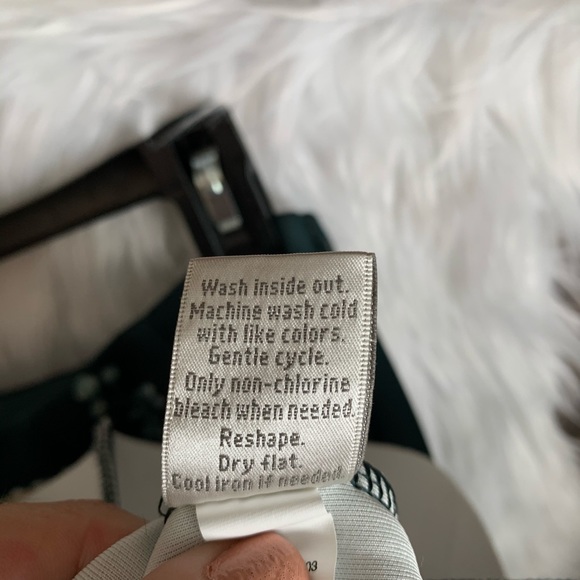 Wash inside out.
Machine wash cold
with like colors.
Gentle cycle.
Only non-chlorine
bleach when needed.
Reshape.
Dry flat.
Cool iron if needed
03